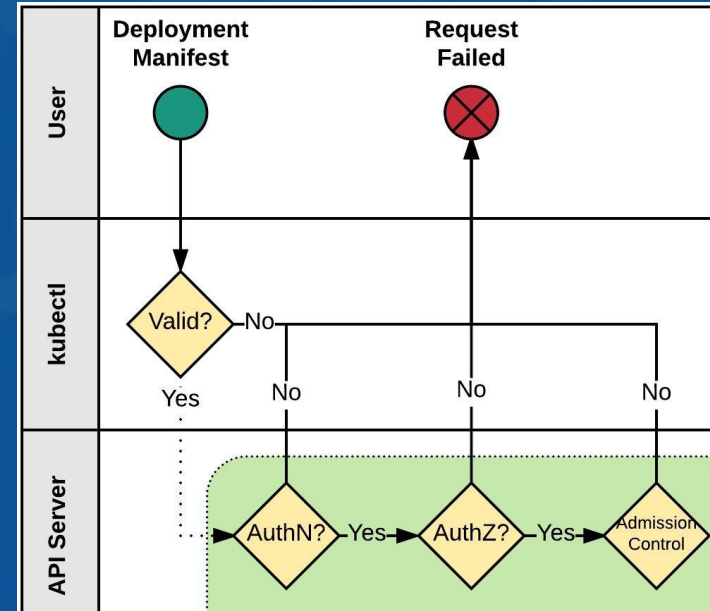 Deployment
Manifest
Request
Failed
User
kubectl
Valid?
No
Yes
No
No
No
API Server
AuthN?
Yes
AuthZ?
Yes
Admission
Control